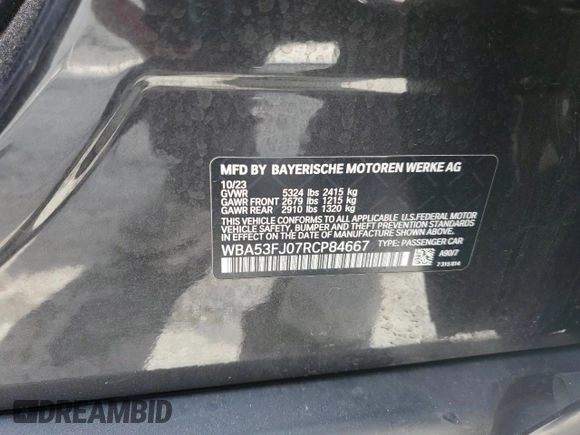 MFD BY BAYERISCHE MOTOREN WERKE AG
10/23
GVWR 5324 lbs 2415 kg
GAWR FRONT 2679 lbs 1215 kg
GAWR REAR 2910 lbs 1320 kg
THIS VEHICLE CONFORMS TO ALL APPLICABLE U.S.FEDERAL MOTOR
VEHICLE SAFETY, BUMPER AND THEFT PREVENTION STANDARDS
IN EFFECT ON THE DATE OF MANUFACTURE SHOWN ABOVE.
WBA53FJ07RCP84667 TYPE: PASSENGER CAR
A90/7
7315814
DREAMBID